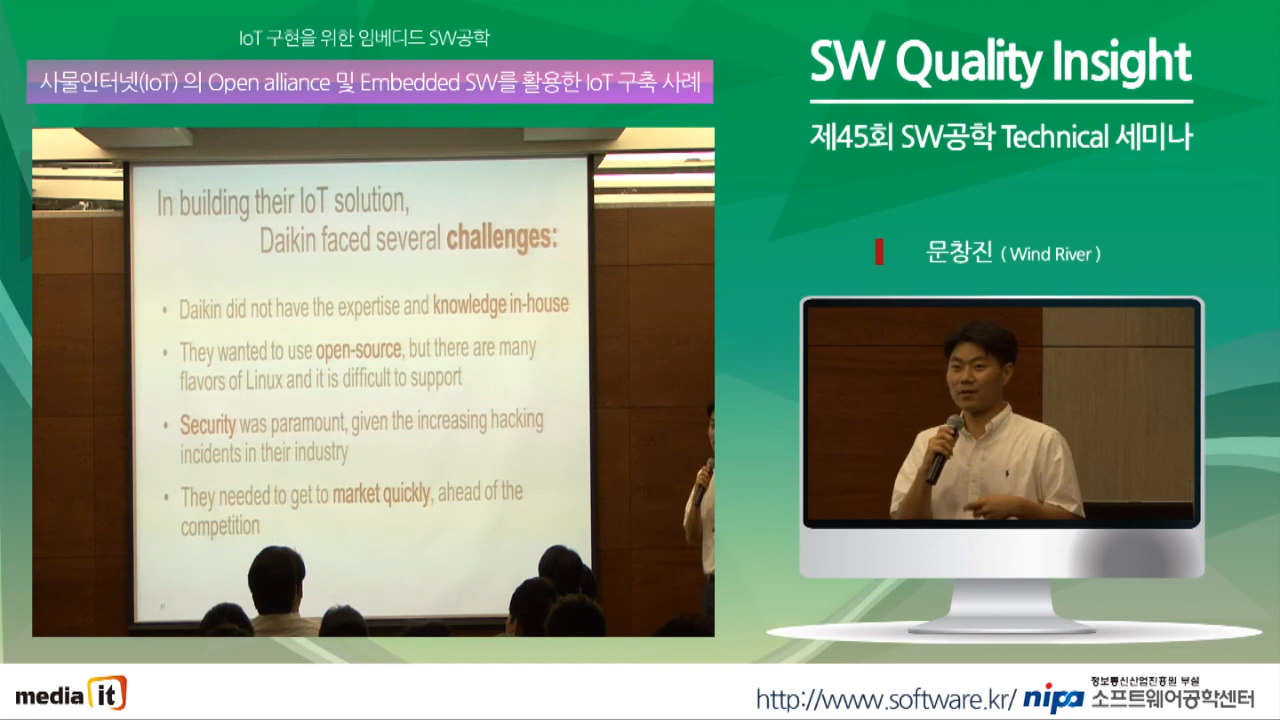 IoT 구현을 위한 임베디드 SW공학
사물인터넷(IoT) 의 Open alliance 및 Embedded SW를 활용한 IoT 구축 사례
In building their IoT solution,
Daikin faced several challenges:
• Daikin did not have the expertise and knowledge in-house
• They wanted to use open-source, but there are many
flavors of Linux and it is difficult to support
• Security was paramount, given the increasing hacking
incidents in their industry
• They needed to get to market quickly, ahead of the
competition
SW Quality Insight
제45회 SW공학 Technical 세미나
문창진 ( Wind River )
media it
http://www.software.kr/
nipa
정보통신산업진흥원 부설
소프트웨어공학센터